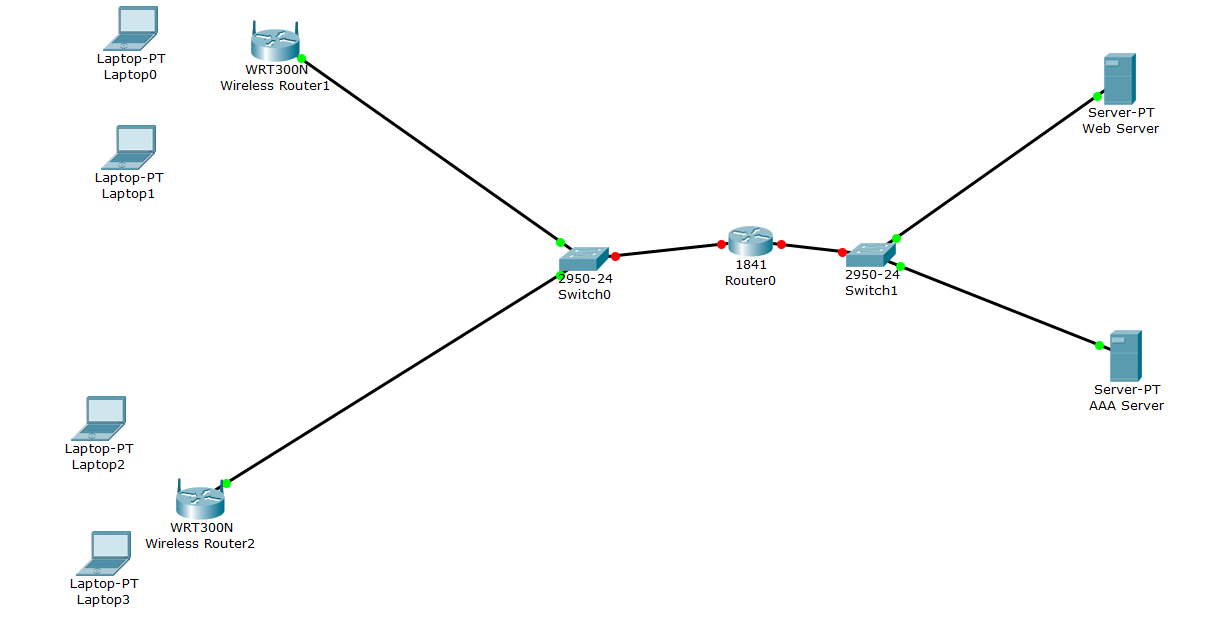 Laptop-PT
Laptop0
WRT300N
Wireless Router1
Server-PT
Web Server
Laptop-PT
Laptop1
1841
Router0
2950-24
Switch0
2950-24
Switch1
Server-PT
AAA Server
Laptop-PT
Laptop2
WRT300N
Wireless Router2
Laptop-PT
Laptop3